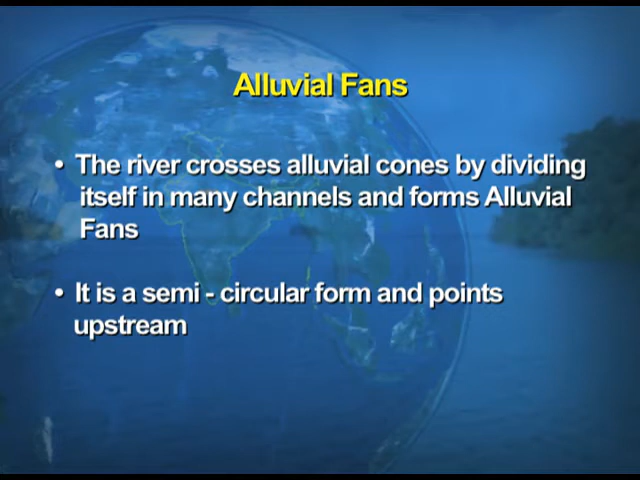 Alluvial Fans
• The river crosses alluvial cones by dividing
itself in many channels and forms Alluvial
Fans
• It is a semi - circular form and points
upstream